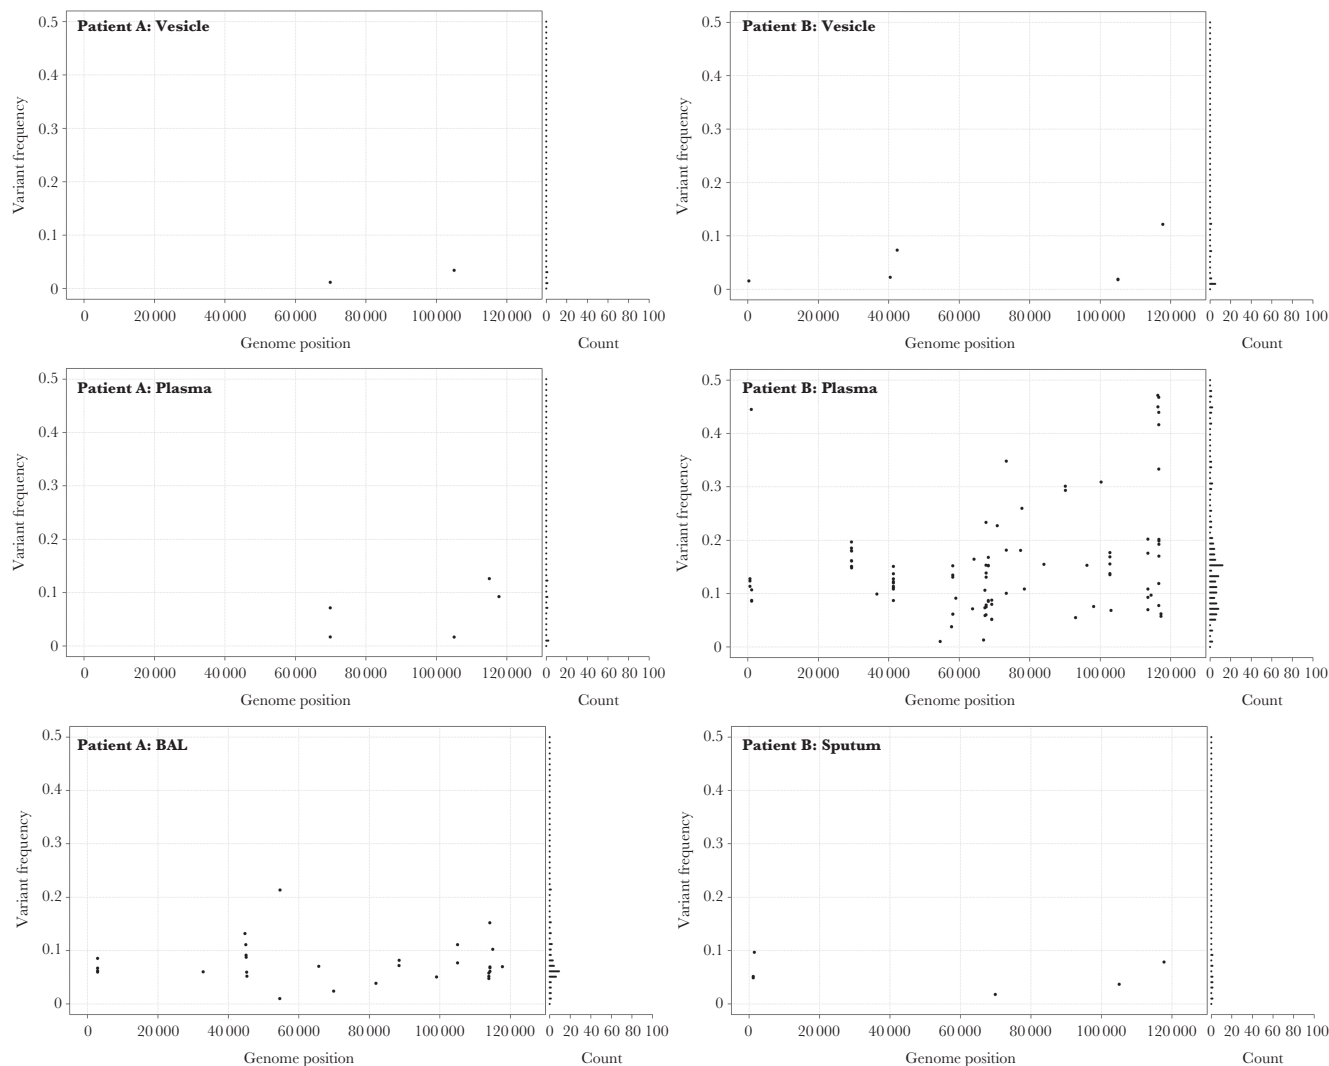 Patient A: Vesicle
0.5
0.4
0.3
0.2
0.1
0
Variant frequency
0 20 000 40 000 60 000 80 000 100 000 120 000
0 20 40 60 80 100
Genome position
Count
Patient B: Vesicle
0.5
0.4
0.3
0.2
0.1
0
Variant frequency
0 20 000 40 000 60 000 80 000 100 000 120 000
0 20 40 60 80 100
Genome position
Count
Patient A: Plasma
0.5
0.4
0.3
0.2
0.1
0
Variant frequency
0 20 000 40 000 60 000 80 000 100 000 120 000
0 20 40 60 80 100
Genome position
Count
Patient B: Plasma
0.5
0.4
0.3
0.2
0.1
0
Variant frequency
0 20 000 40 000 60 000 80 000 100 000 120 000
0 20 40 60 80 100
Genome position
Count
Patient A: BAL
0.5
0.4
0.3
0.2
0.1
0
Variant frequency
0 20 000 40 000 60 000 80 000 100 000 120 000
0 20 40 60 80 100
Genome position
Count
Patient B: Sputum
0.5
0.4
0.3
0.2
0.1
0
Variant frequency
0 20 000 40 000 60 000 80 000 100 000 120 000
0 20 40 60 80 100
Genome position
Count